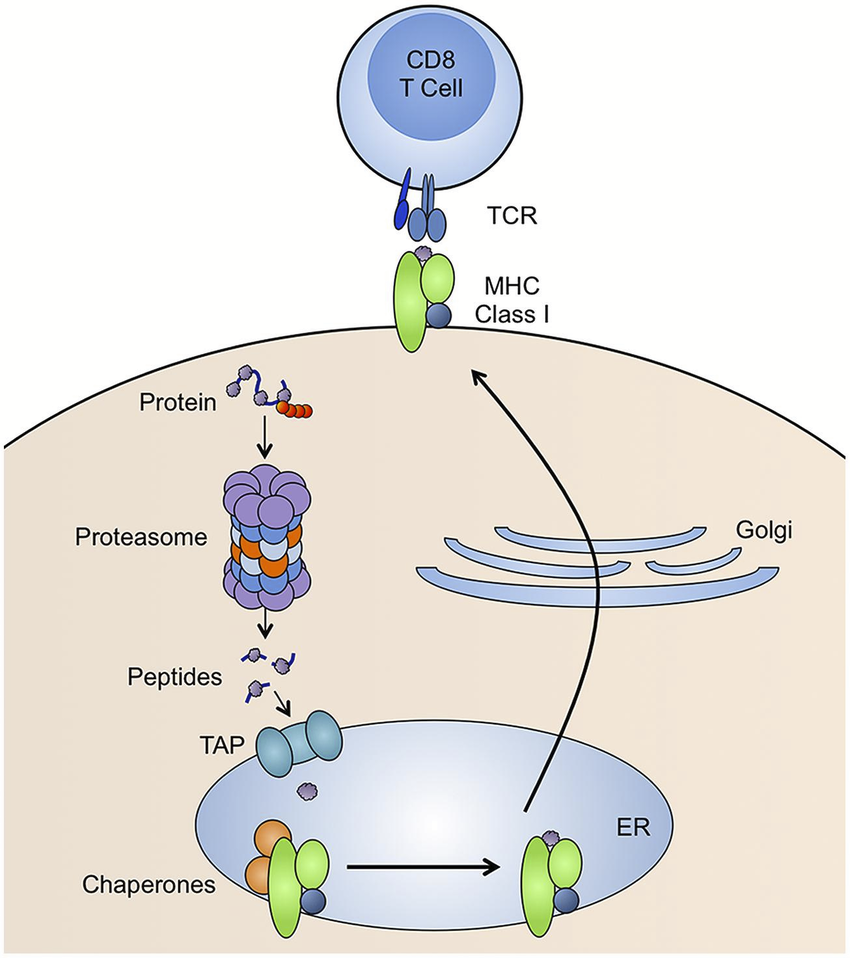 CD8
T Cell
TCR
MHC
Class I
Protein
Proteasome
Golgi
Peptides
TAP
ER
Chaperones